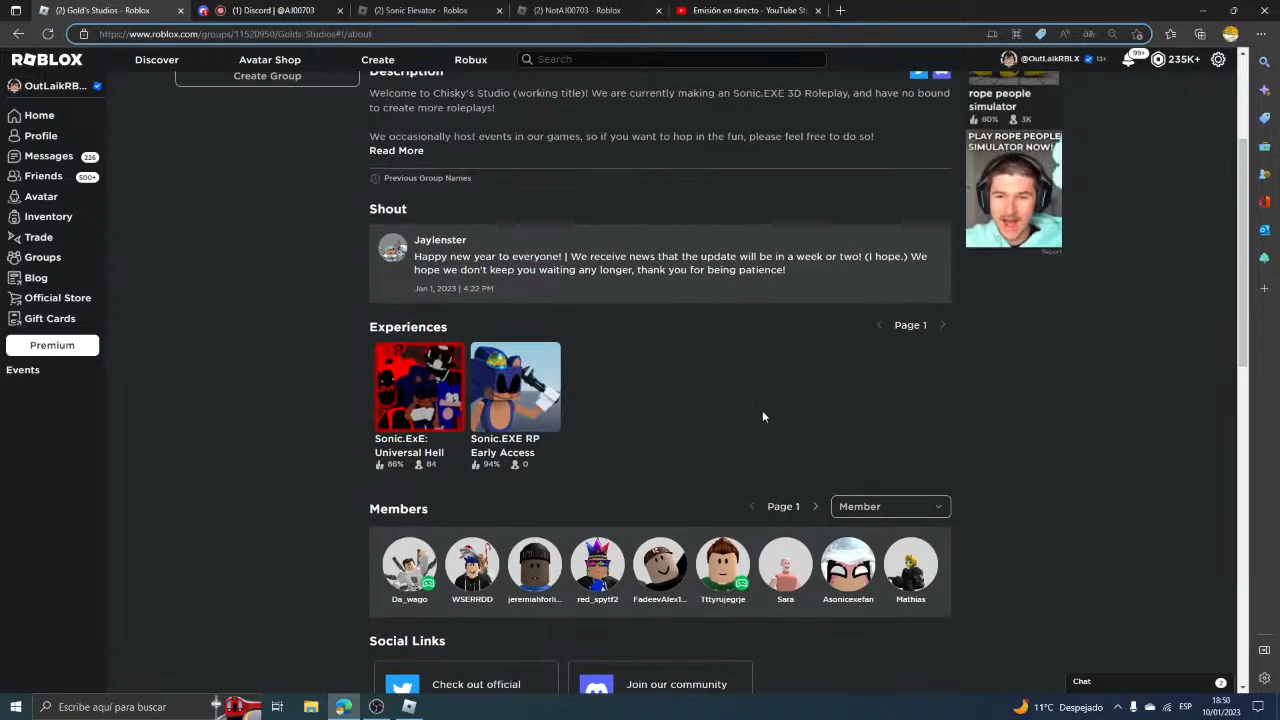 [2] Gold's Studios - Roblox
(1) Discord | @AJ00703
Sonic Elevator - Roblox
[2] NotAJ00703 - Roblox
Emisión en directo - YouTube Stu
https://www.roblox.com/groups/11520950/Golds-Studios#!/about
ROBLOX
Discover
Avatar Shop
Create
Robux
Search
@OutLaikRBLX
13+
99+
235K+
OutLaikRB...
Home
Profile
Messages
226
Friends
500+
Avatar
Inventory
Trade
Groups
Blog
Official Store
Gift Cards
Premium
Events
Create Group
Description
Welcome to Chisky's Studio (working title)! We are currently making an Sonic.EXE 3D Roleplay, and have no bound
to create more roleplays!
We occasionally host events in our games, so if you want to hop in the fun, please feel free to do so!
Read More
Previous Group Names
Shout
Jaylenster
Happy new year to everyone! | We receive news that the update will be in a week or two! (I hope.) We
hope we don't keep you waiting any longer, thank you for being patience!
Jan 1, 2023 | 4:22 PM
Experiences
Page 1
Sonic.ExE:
Universal Hell
86%
84
Sonic.EXE RP
Early Access
94%
0
Members
Page 1
Member
Da_wago
WSERRDD
jeremiahforli...
red_spytf2
FadeevAlex1...
Tttyrujegrje
Sara
Asonicexefan
Mathias
Social Links
Check out official
Join our community
rope people
simulator
80%
3K
PLAY ROPE PEOPLE
SIMULATOR NOW!
Report
Chat
2
Escribe aquí para buscar
11°C Despejado
ESP
18:50
10/01/2023